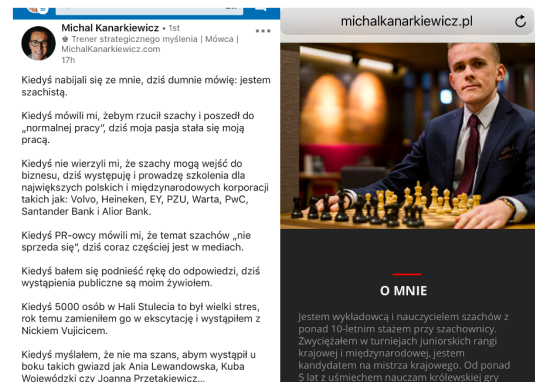 Michal Kanarkiewicz • 1st
Trener strategicznego myślenia | Mówca |
MichalKanarkiewicz.com
17h
Kiedyś nabijali się ze mnie, dziś dumnie mówię: jestem
szachistą.
Kiedyś mówili mi, żebym rzucił szachy i poszedł do
„normalnej pracy”, dziś moja pasja stała się moją
pracą.
Kiedyś nie wierzyli mi, że szachy mogą wejść do
biznesu, dziś występuję i prowadzę szkolenia dla
największych polskich i międzynarodowych korporacji
takich jak: Volvo, Heineken, EY, PZU, Warta, PwC,
Santander Bank i Alior Bank.
Kiedyś PR-owcy mówili mi, że temat szachów „nie
sprzeda się”, dziś coraz częściej jest w mediach.
Kiedyś bałem się podnieść rękę do odpowiedzi, dziś
wystąpienia publiczne są moim żywiołem.
Kiedyś 5000 osób w Hali Stulecia to był wielki stres,
rok temu zamieniłem go w ekscytację i wystąpiłem z
Nickiem Vujicicem.
Kiedyś myślałem, że nie ma szans, abym wystąpił u
boku takich gwiazd jak Ania Lewandowska, Kuba
Wojewódzki czy Joanna Przetakiewicz...
michalkanarkiewicz.pl
O MNIE
Jestem wykładowcą i nauczycielem szachów z
ponad 10-letnim stażem przy szachownicy.
Zwyciężałem w turniejach juniorskich rangi
krajowej i międzynarodowej, jestem
kandydatem na mistrza krajowego. Od ponad
5 lat z uśmiechem nauczam królewskiej gry